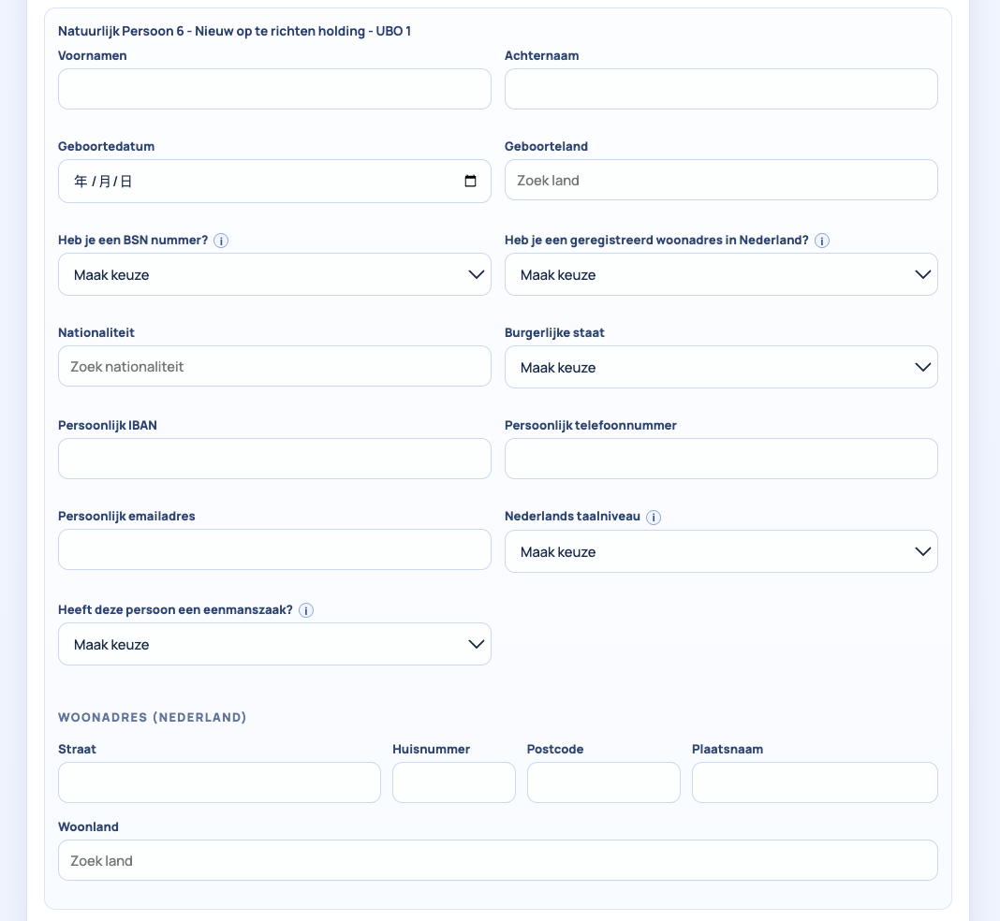 Natuurlijk Persoon 6 - Nieuw op te richten holding - UBO 1
Voornamen
Achternaam
Geboortedatum
Geboorteland
年 /月/日
Zoek land
Heb je een BSN nummer? i
Heb je een geregistreerd woonadres in Nederland? i
Maak keuze
Maak keuze
Nationaliteit
Burgerlijke staat
Zoek nationaliteit
Maak keuze
Persoonlijk IBAN
Persoonlijk telefoonnummer
Persoonlijk emailadres
Nederlands taalniveau i
Maak keuze
Heeft deze persoon een eenmanszaak? i
Maak keuze
WOONADRES (NEDERLAND)
Straat
Huisnummer
Postcode
Plaatsnaam
Woonland
Zoek land